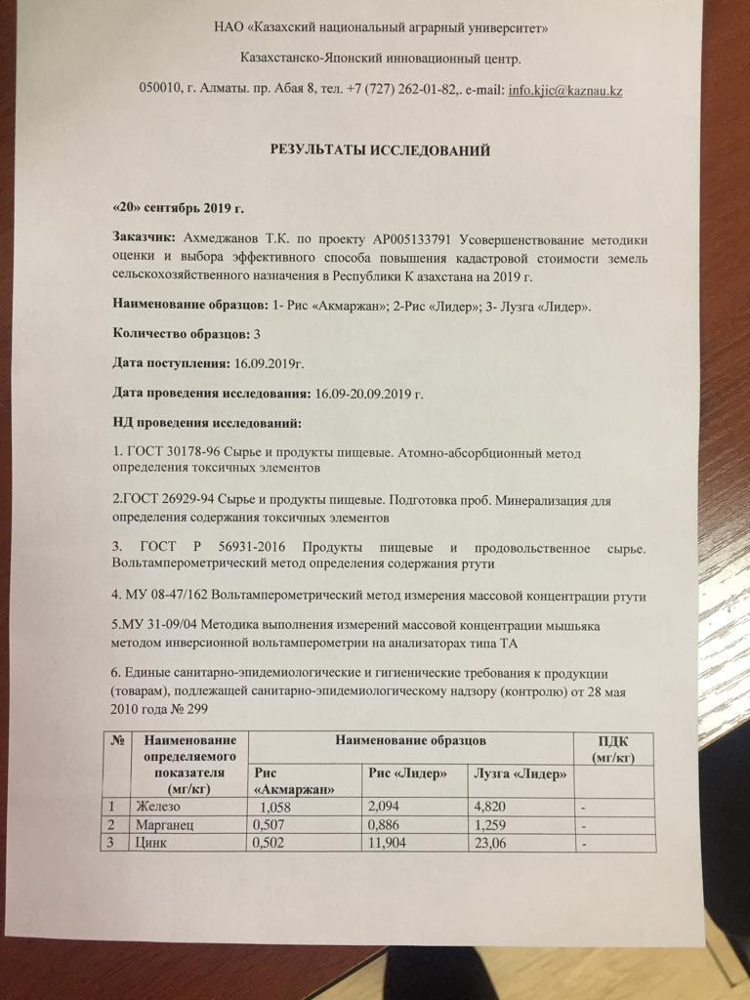 НАО «Казахский национальный аграрный университет»
Казахстанско-Японский инновационный центр.
050010, г. Алматы. пр. Абая 8, тел. +7 (727) 262-01-82,. e-mail: info.kjic@kaznau.kz
РЕЗУЛЬТАТЫ ИССЛЕДОВАНИЙ
«20» сентябрь 2019 г.
Заказчик: Ахмеджанов Т.К. по проекту АР005133791 Усовершенствование методики
оценки и выбора эффективного способа повышения кадастровой стоимости земель
сельскохозяйственного назначения в Республики К азахстана на 2019 г.
Наименование образцов: 1- Рис «Акмаржан»; 2-Рис «Лидер»; 3- Лузга «Лидер».
Количество образцов: 3
Дата поступления: 16.09.2019г.
Дата проведения исследования: 16.09-20.09.2019 г.
НД проведения исследований:
1. ГОСТ 30178-96 Сырье и продукты пищевые. Атомно-абсорбционный метод
определения токсичных элементов
2.ГОСТ 26929-94 Сырье и продукты пищевые. Подготовка проб. Минерализация для
определения содержания токсичных элементов
3. ГОСТ Р 56931-2016 Продукты пищевые и продовольственное сырье.
Вольтамперометрический метод определения содержания ртути
4. МУ 08-47/162 Вольтамперометрический метод измерения массовой концентрации ртути
5.МУ 31-09/04 Методика выполнения измерений массовой концентрации мышьяка
методом инверсионной вольтамперометрии на анализаторах типа ТА
6. Единые санитарно-эпидемиологические и гигиенические требования к продукции
(товарам), подлежащей санитарно-эпидемиологическому надзору (контролю) от 28 мая
2010 года № 299
№ Наименование Наименование образцов ПДК
определяемого (мг/кг)
показателя Рис Рис «Лидер» Лузга «Лидер»
(мг/кг) «Акмаржан»
1 Железо 1,058 2,094 4,820 -
2 Марганец 0,507 0,886 1,259 -
3 Цинк 0,502 11,904 23,06 -